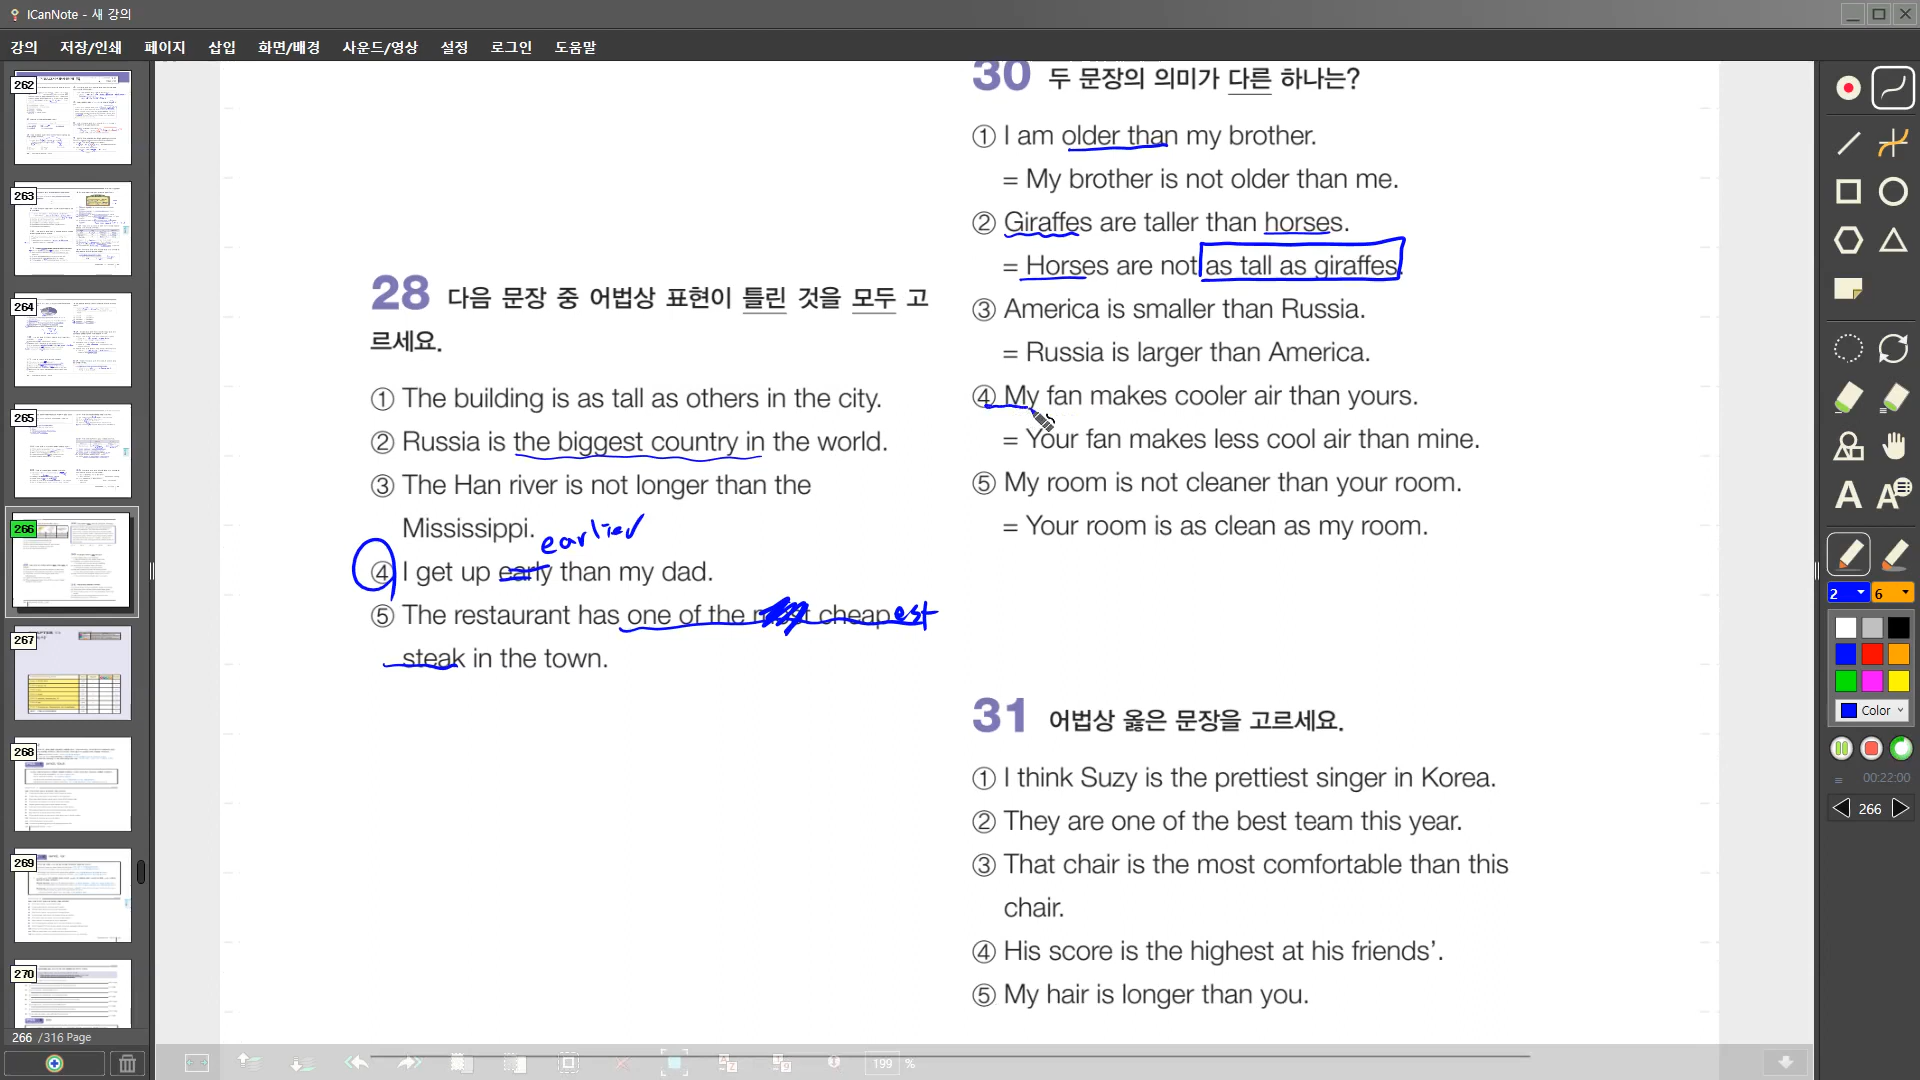 ICanNote - 새 강의
강의 저장/인쇄 페이지 삽입 화면/배경 사운드/영상 설정 로그인 도움말
262
263
264
265
266
267
268
269
270
266 /316 Page
28 다음 문장 중 어법상 표현이 틀린 것을 모두 고
르세요.
① The building is as tall as others in the city.
② Russia is the biggest country in the world.
③ The Han river is not longer than the
Mississippi.
earlier
④ I get up early than my dad.
⑤ The restaurant has one of the most cheapest
steak in the town.
30 두 문장의 의미가 다른 하나는?
① I am older than my brother.
= My brother is not older than me.
② Giraffes are taller than horses.
= Horses are not as tall as giraffes.
③ America is smaller than Russia.
= Russia is larger than America.
④ My fan makes cooler air than yours.
= Your fan makes less cool air than mine.
⑤ My room is not cleaner than your room.
= Your room is as clean as my room.
31 어법상 옳은 문장을 고르세요.
① I think Suzy is the prettiest singer in Korea.
② They are one of the best team this year.
③ That chair is the most comfortable than this
chair.
④ His score is the highest at his friends’.
⑤ My hair is longer than you.
199 %
2 6
Color
00:22:00
266